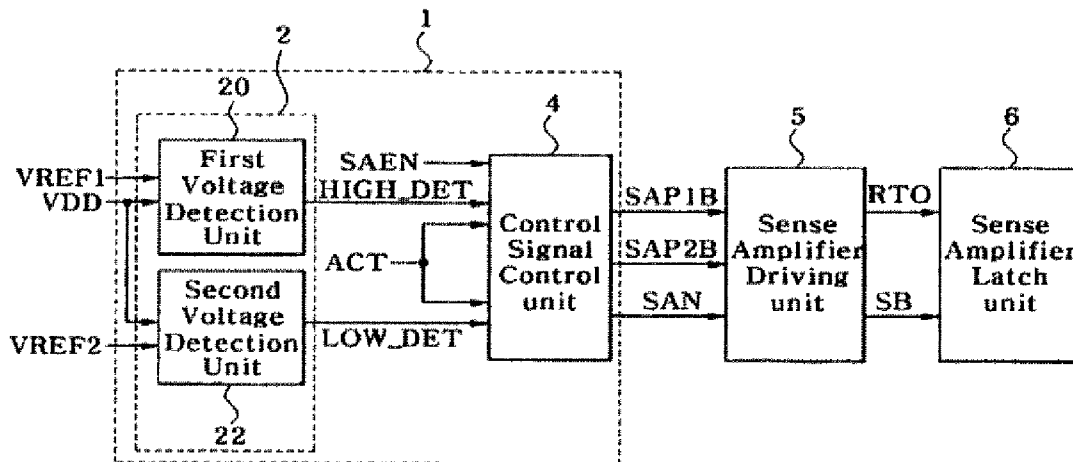 1
2
20
First
Voltage
Detection
Unit
VREF1
VDD
Second
Voltage
Detection
Unit
VREF2
22
SAEN
HIGH_DET
ACT
LOW_DET
4
Control
Signal
Control
unit
SAP1B
SAP2B
SAN
5
Sense
Amplifier
Driving
unit
RTO
SB
6
Sense
Amplifier
Latch
unit